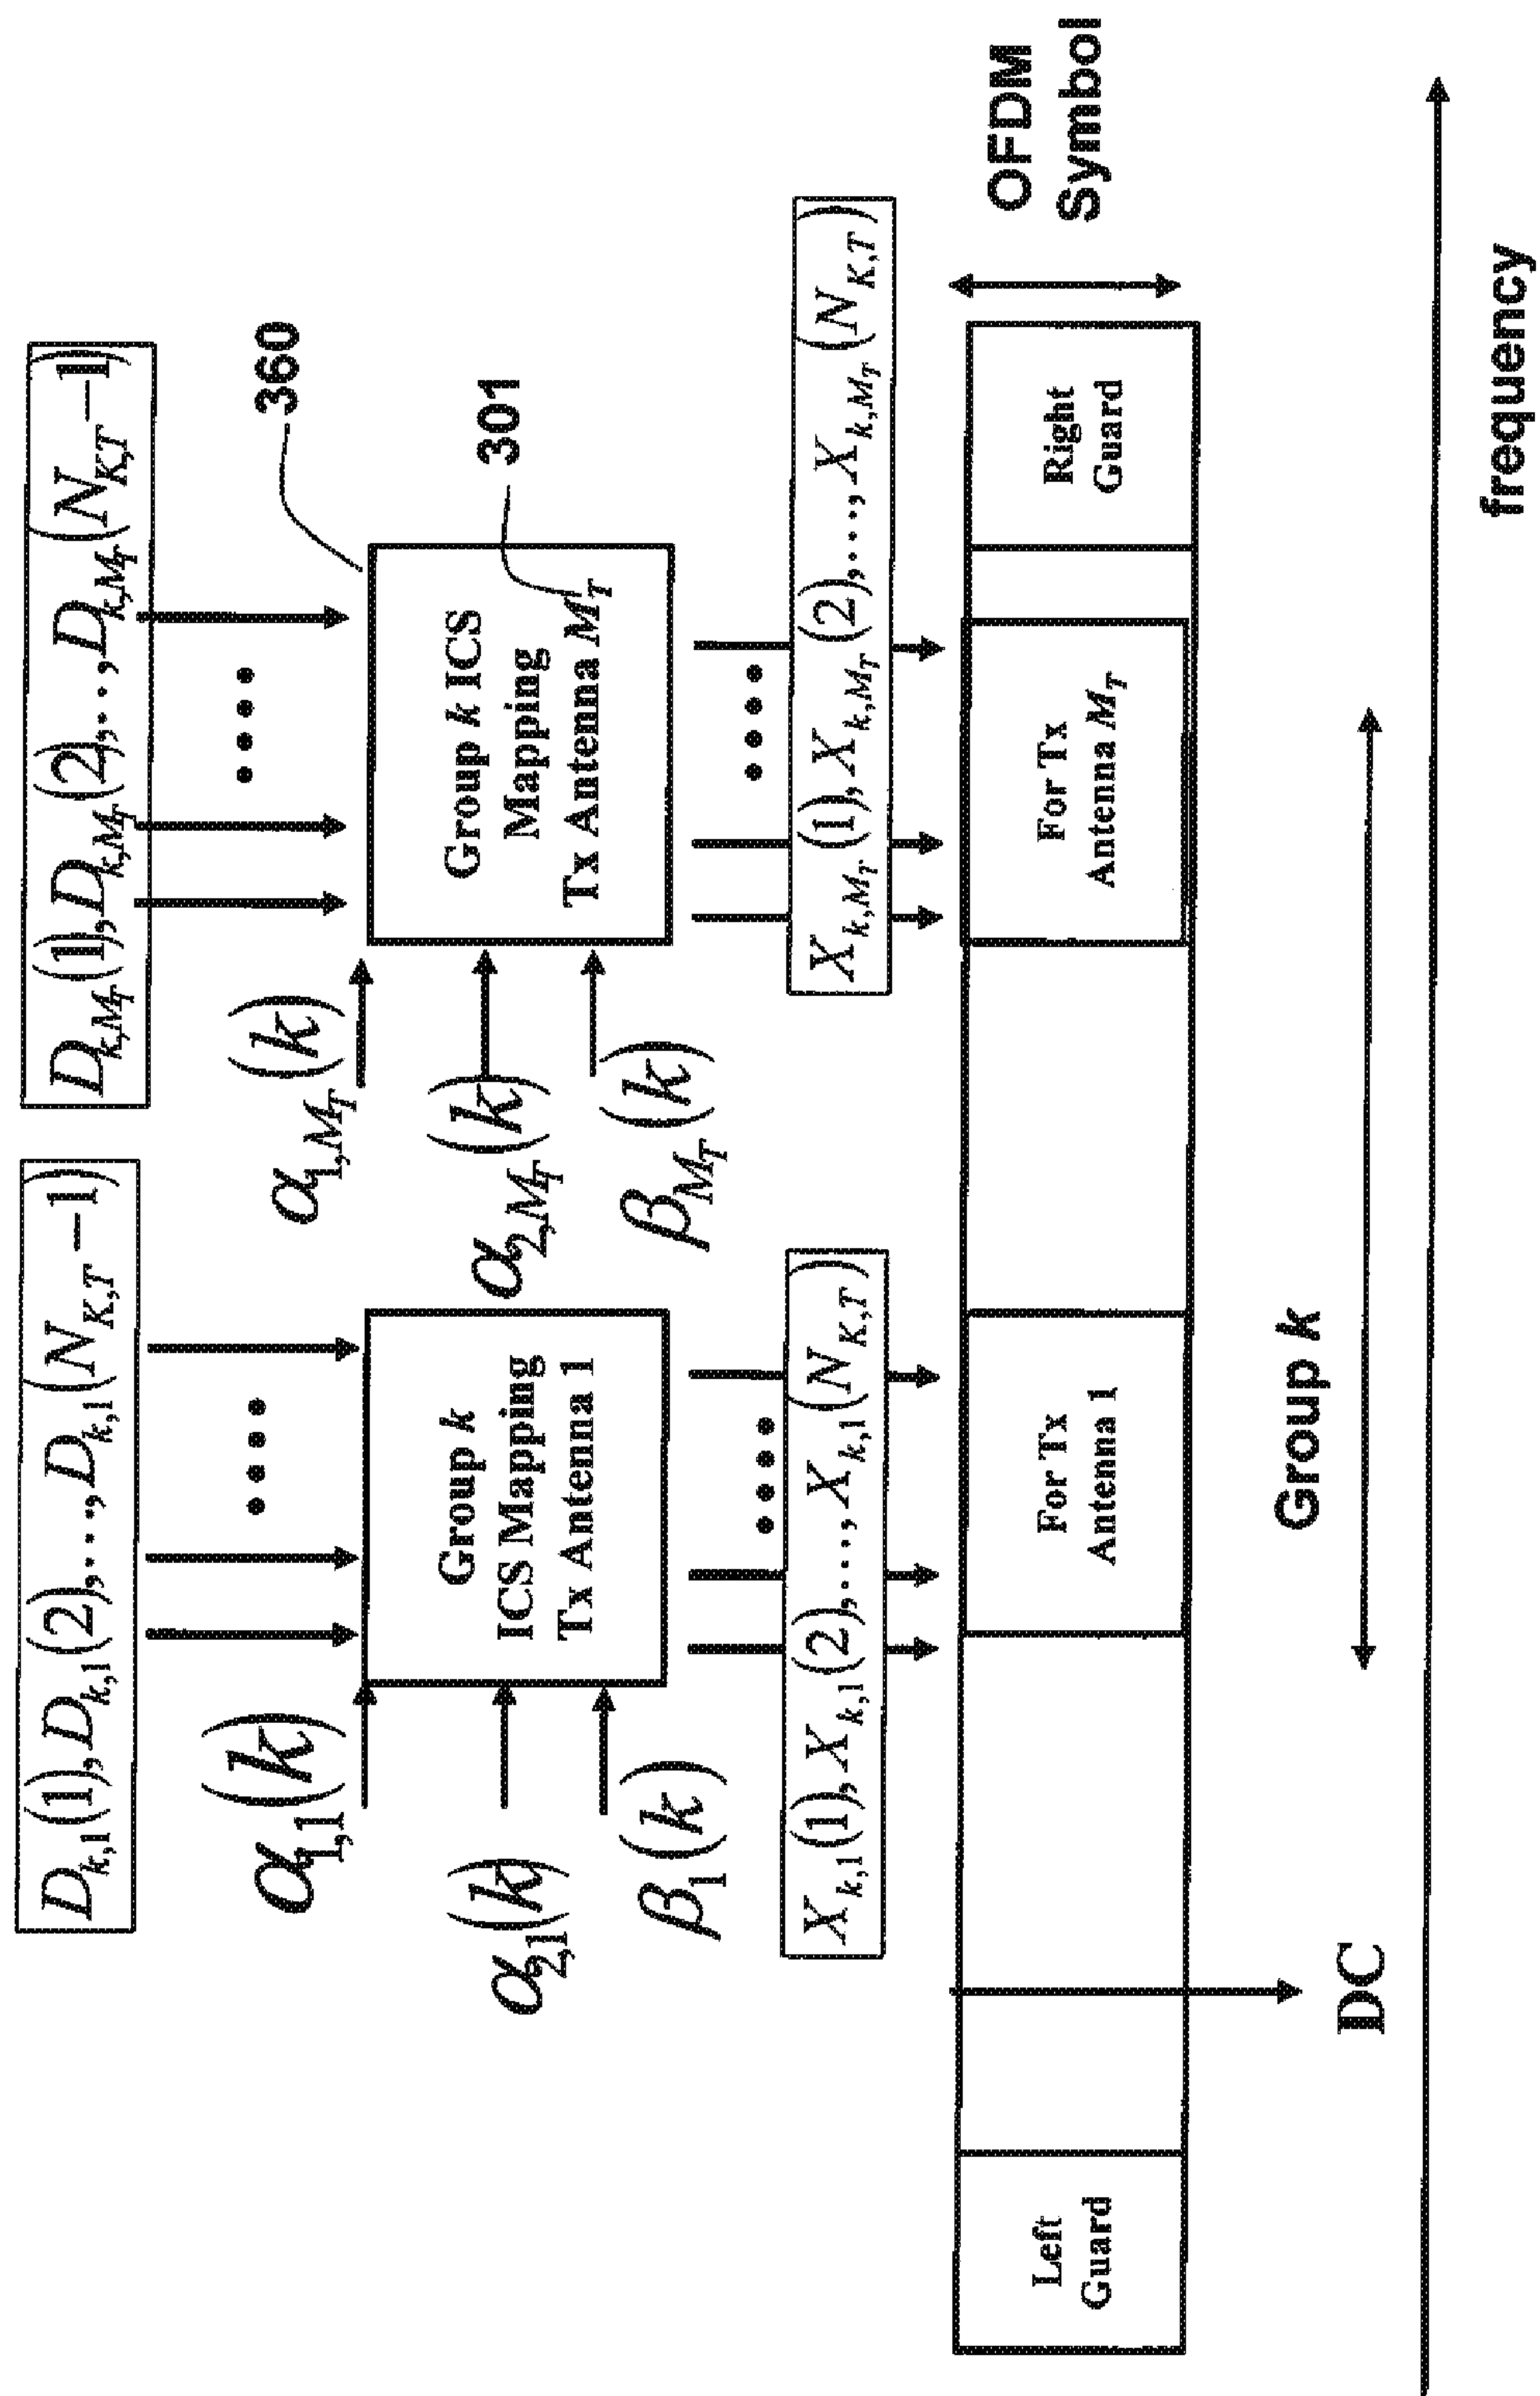 D_{k,1}(1), D_{k,1}(2), ..., D_{k,1}(N_{K,T} -1)
D_{k,M_T}(1), D_{k,M_T}(2), ..., D_{k,M_T}(N_{K,T} -1)
360
α_{1,1}(k)
α_{2,1}(k)
β_1(k)
Group k
ICS Mapping
Tx Antenna 1
α_{1,M_T}(k)
α_{2,M_T}(k)
β_{M_T}(k)
Group k ICS
Mapping
Tx Antenna M_T
301
X_{k,1}(1), X_{k,1}(2), ..., X_{k,1}(N_{K,T})
X_{k,M_T}(1), X_{k,M_T}(2), ..., X_{k,M_T}(N_{K,T})
Left
Guard
For Tx
Antenna 1
For Tx
Antenna M_T
Right
Guard
OFDM
Symbol
Group k
DC
frequency